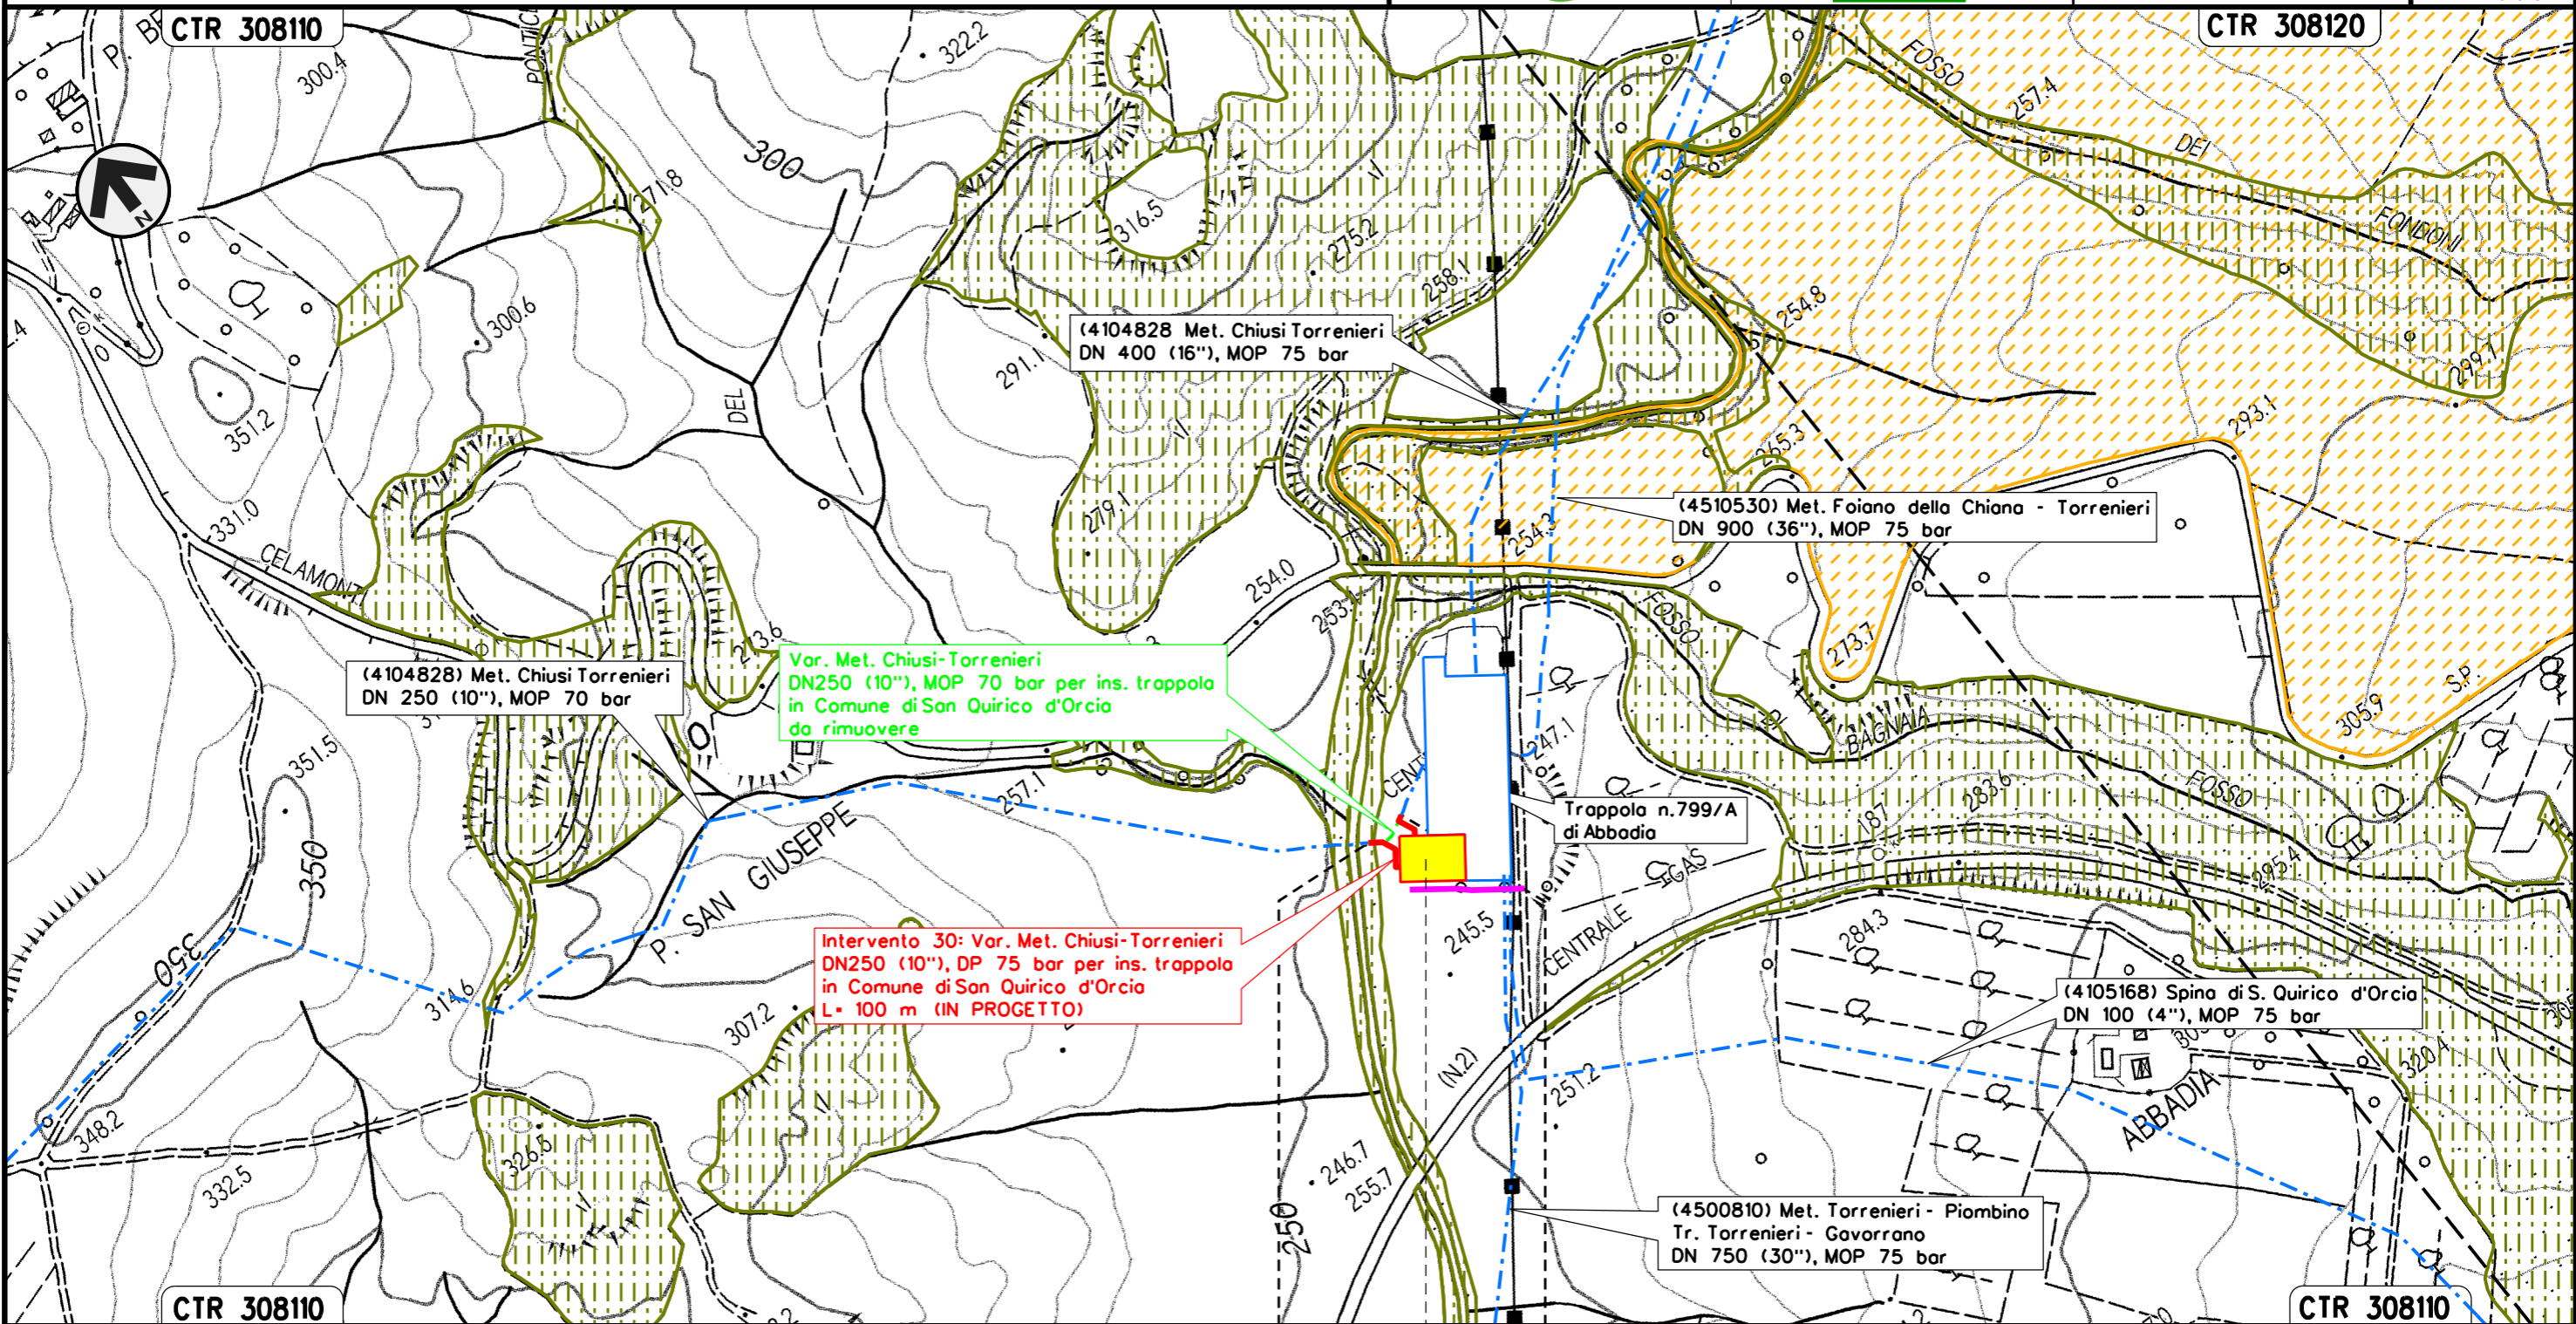 CTR 308110
CTR 308120
322.2
300.4
FOSSO
257.4
DEI
FONDONI
300
271.8
316.5
275.2
258.1
254.8
300.6
299.7
(4104828 Met. Chiusi Torrenieri
DN 400 (16"), MOP 75 bar
291.1
DEL
351.2
293.1
265.3
279.1
331.0
(4510530) Met. Foiano della Chiana - Torrenieri
DN 900 (36"), MOP 75 bar
254.3
254.0
253.1
FOSSO
273.6
273.7
(4104828) Met. Chiusi Torrenieri
DN 250 (10"), MOP 70 bar
Var. Met. Chiusi-Torrenieri
DN250 (10"), MOP 70 bar per ins. trappola
in Comune di San Quirico d'Orcia
da rimuovere
S.P.
305.9
DI
BAGNAIA
247.1
351.5
FOSSO
283.6
257.1
187
Trappola n.799/A
di Abbadia
P. SAN GIUSEPPE
350
GAS
295.4
245.5
CENTRALE
284.3
350
Intervento 30: Var. Met. Chiusi-Torrenieri
DN250 (10"), DP 75 bar per ins. trappola
in Comune di San Quirico d'Orcia
L= 100 m (IN PROGETTO)
314.6
307.2
(4105168) Spina di S. Quirico d'Orcia
DN 100 (4"), MOP 75 bar
(N.2)
251.2
320.4
ABBADIA
348.2
326.5
332.5
246.7
255.7
250
(4500810) Met. Torrenieri - Piombino
Tr. Torrenieri - Gavorrano
DN 750 (30"), MOP 75 bar
CTR 308110
CTR 308110